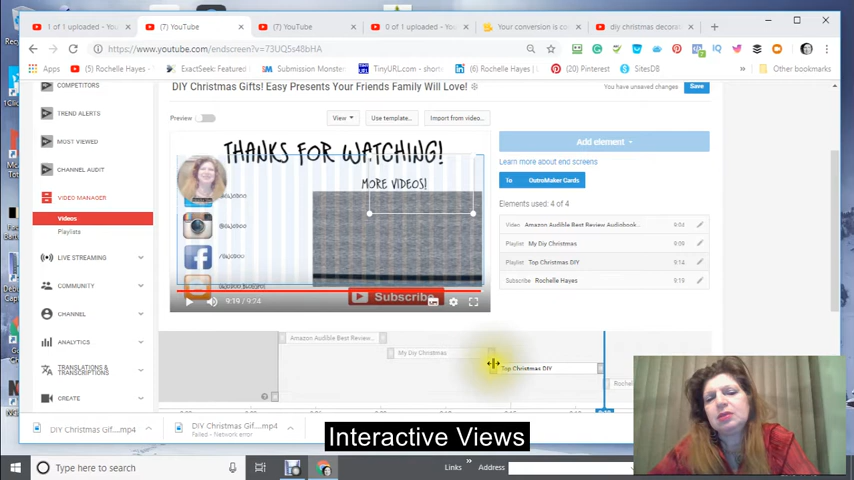 1 of 1 uploaded - Yo
(7) YouTube
(7) YouTube
0 of 1 uploaded - Yo
Your conversion is co
diy christmas decorat
https://www.youtube.com/endscreen?v=73UQ5s48bHA
Apps
(5) Rochelle Hayes
ExactSeek: Featured
Submission Monster
TinyURL.com - shorte
(20) Pinterest
SitesDB
Other bookmarks
COMPETITORS
TREND ALERTS
MOST VIEWED
CHANNEL AUDIT
VIDEO MANAGER
Videos
Playlists
LIVE STREAMING
COMMUNITY
CHANNEL
ANALYTICS
TRANSLATIONS &
TRANSCRIPTIONS
CREATE
DIY Christmas Gifts! Easy Presents Your Friends Family Will Love!
You have unsaved changes
Save
Preview
View
Use template...
Import from video...
THANKS FOR WATCHING!
MORE VIDEOS!
Subscribe
9:19 / 9:24
Add element
Learn more about end screens
To
OutroMaker Cards
Elements used: 4 of 4
Video Amazon Audible Best Review Audiobook... 9:04
Playlist My Diy Christmas 9:09
Playlist Top Christmas DIY 9:14
Subscribe Rochelle Hayes 9:19
Amazon Audible Best Review...
My Diy Christmas
Top Christmas DIY
Roche
DIY Christmas Gif....mp4
DIY Christmas Gif....mp4
Failed - Network error
Interactive Views
Type here to search
Links
Address